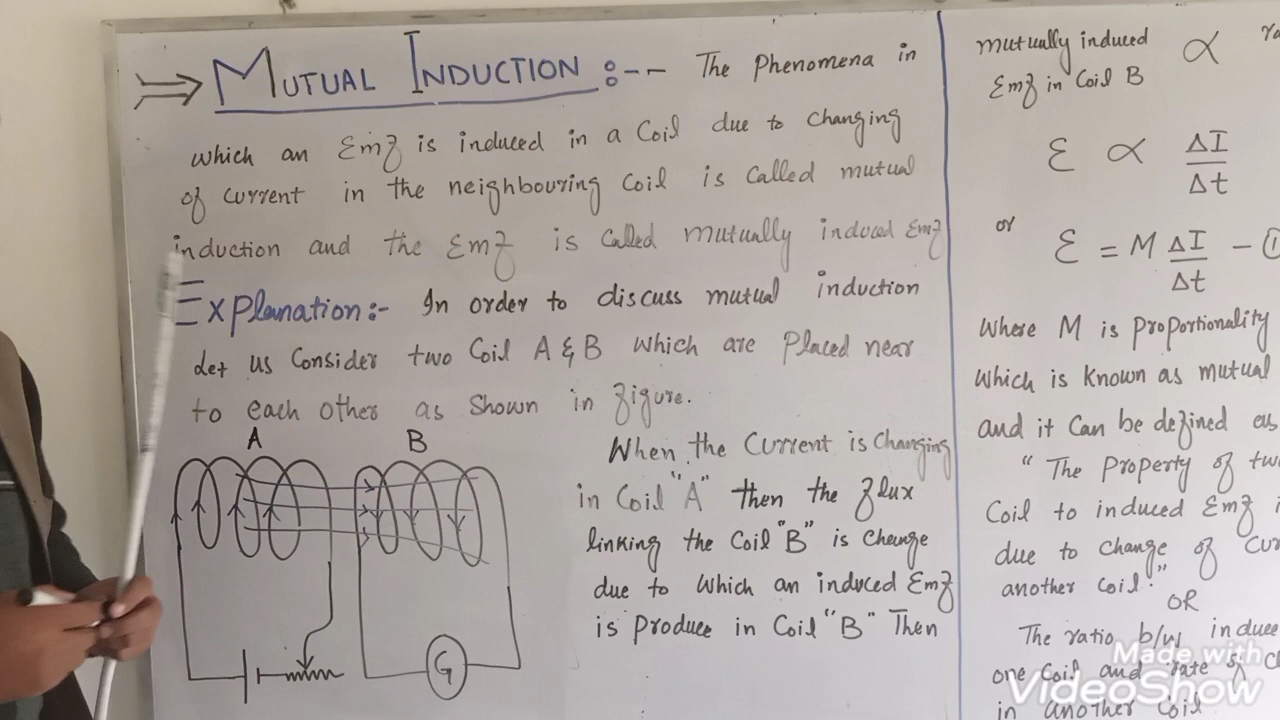 ⇒ MUTUAL INDUCTION :-- The Phenomena in
which an Emf is induced in a Coil due to Changing
of current in the neighbouring Coil is Called mutual
induction and the Emf is Called mutually induced Emf
Explanation:- In order to discuss mutual induction
Let us Consider two Coil A & B which are Placed near
to each other as Shown in figure.
A B
When the Current is Changing
in Coil "A" then the flux
linking the Coil "B" is Change
due to which an induced Emf
is Produce in Coil "B" Then
G
mutually induced ∝
Emf in Coil B
ε ∝ ΔI
Δt
or
ε = M ΔI - ①
Δt
Where M is Proportionality
which is known as mutual
and it Can be defined as
" The Property of two
Coil to induced Emf
due to change of
another Coil."
OR
The ratio b/w
one Coil and rate of
in another Coil
Made with
VideoShow